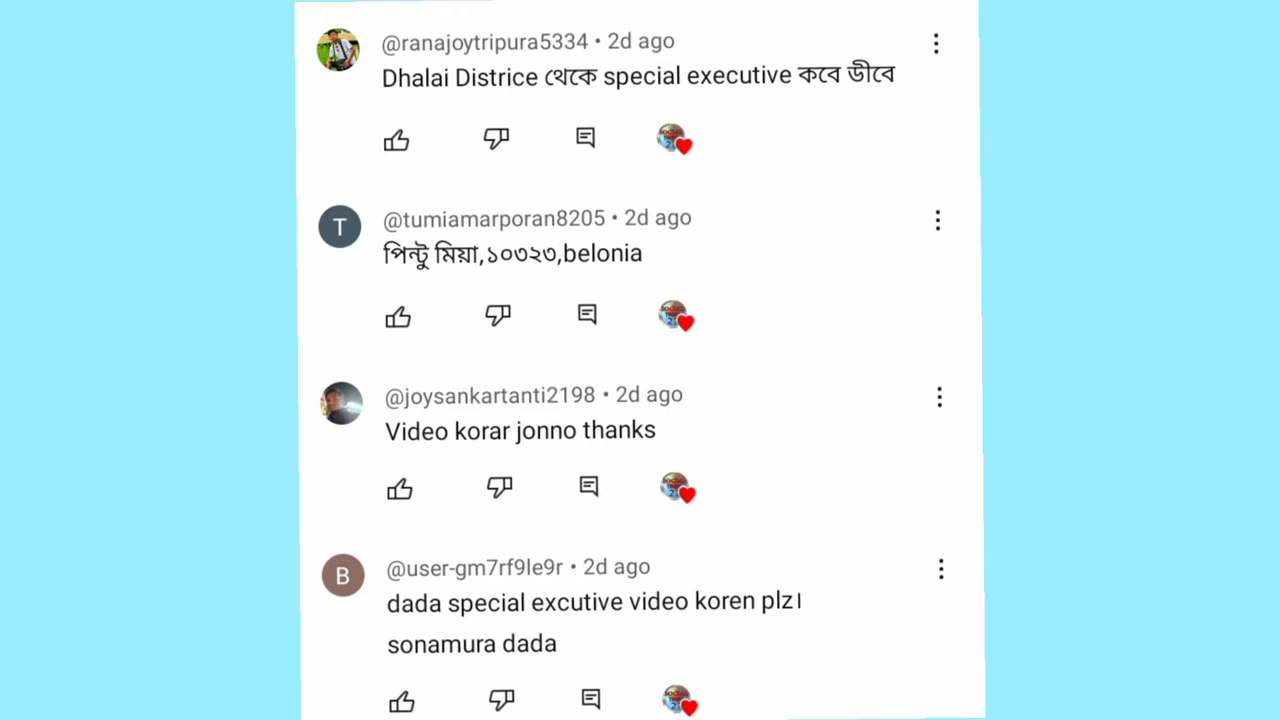 @ranajoytripura5334 • 2d ago
Dhalai Districe থেকে special executive কবে ডীবে
@tumiamarporan8205 • 2d ago
T
পিন্টু মিয়া,১০৩২৩,belonia
@joysankartanti2198 • 2d ago
Video korar jonno thanks
@user-gm7rf9le9r • 2d ago
B
dada special excutive video koren plz।
sonamura dada